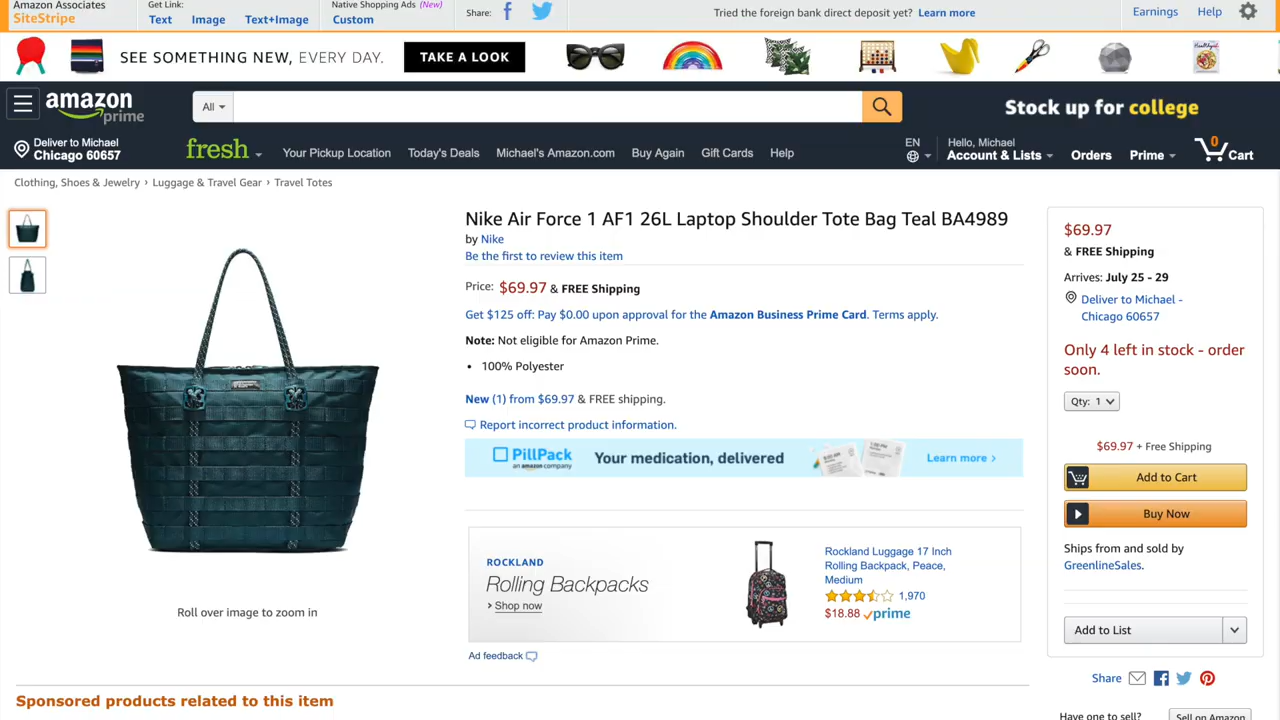 Amazon Associates
SiteStripe
Get Link:
Text Image Text+Image
Native Shopping Ads (New)
Custom
Share:
Tried the foreign bank direct deposit yet? Learn more
Earnings Help
SEE SOMETHING NEW, EVERY DAY.
TAKE A LOOK
amazon
prime
All
Stock up for college
Deliver to Michael
Chicago 60657
fresh
Your Pickup Location Today's Deals Michael's Amazon.com Buy Again Gift Cards Help
EN
Hello, Michael
Account & Lists
Orders
Prime
0
Cart
Clothing, Shoes & Jewelry › Luggage & Travel Gear › Travel Totes
Nike Air Force 1 AF1 26L Laptop Shoulder Tote Bag Teal BA4989
by Nike
Be the first to review this item
Price: $69.97 & FREE Shipping
Get $125 off: Pay $0.00 upon approval for the Amazon Business Prime Card. Terms apply.
Note: Not eligible for Amazon Prime.
• 100% Polyester
New (1) from $69.97 & FREE shipping.
Report incorrect product information.
PillPack
an amazon company
Your medication, delivered
Learn more ›
ROCKLAND
Rolling Backpacks
› Shop now
Rockland Luggage 17 Inch
Rolling Backpack, Peace,
Medium
1,970
$18.88 prime
Ad feedback
Roll over image to zoom in
$69.97
& FREE Shipping
Arrives: July 25 - 29
Deliver to Michael -
Chicago 60657
Only 4 left in stock - order
soon.
Qty: 1
$69.97 + Free Shipping
Add to Cart
Buy Now
Ships from and sold by
GreenlineSales.
Add to List
Share
Have one to sell?
Sell on Amazon
Sponsored products related to this item